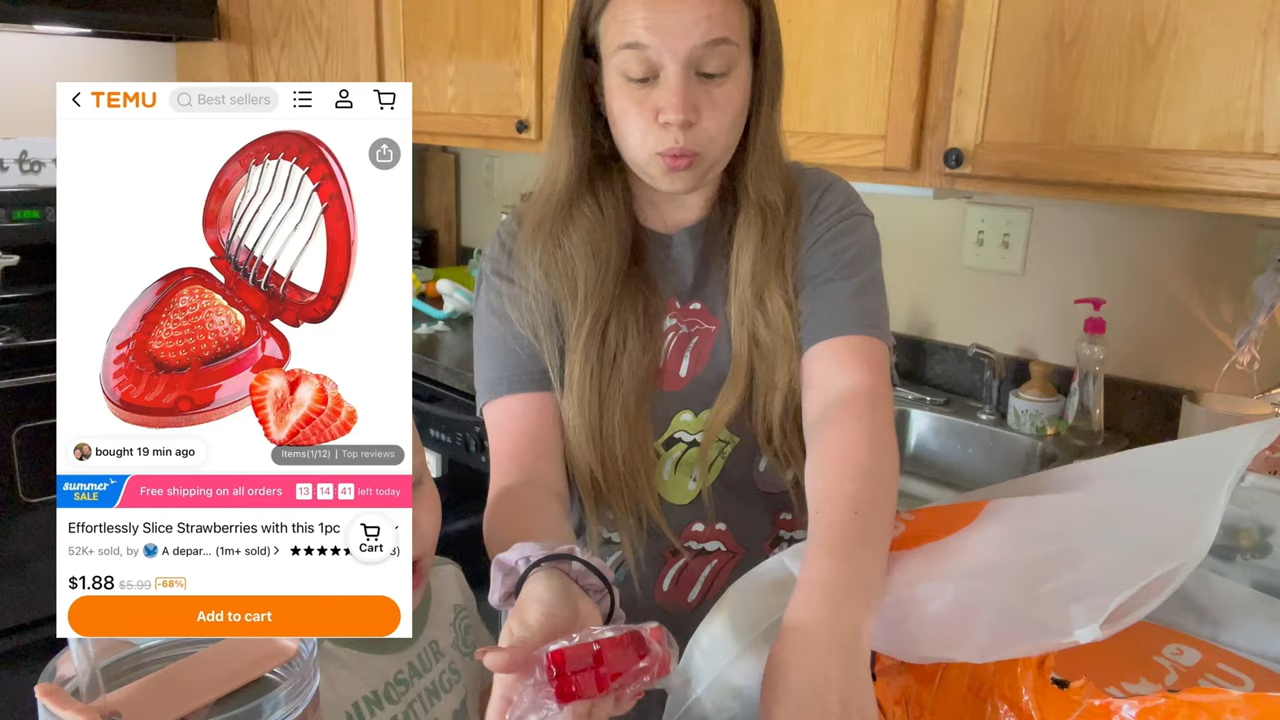 TEMU
Best sellers
bought 19 min ago
Items(1/12) | Top reviews
summer
SALE
Free shipping on all orders 13 : 14 : 41 left today
Effortlessly Slice Strawberries with this 1pc
Cart
52K+ sold, by A depar... (1m+ sold)
$1.88 $5.99 -68%
Add to cart
to
DINOSAUR